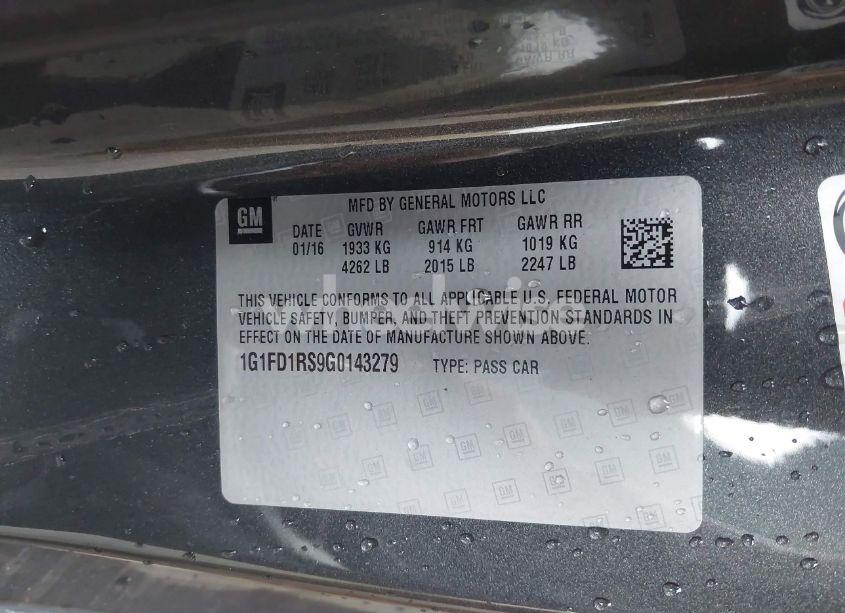 GM
MFD BY GENERAL MOTORS LLC
DATE GVWR GAWR FRT GAWR RR
01/16 1933 KG 914 KG 1019 KG
4262 LB 2015 LB 2247 LB
THIS VEHICLE CONFORMS TO ALL APPLICABLE U.S. FEDERAL MOTOR
VEHICLE SAFETY, BUMPER, AND THEFT PREVENTION STANDARDS IN
EFFECT ON THE DATE OF MANUFACTURE SHOWN ABOVE.
1G1FD1RS9G0143279 TYPE: PASS CAR